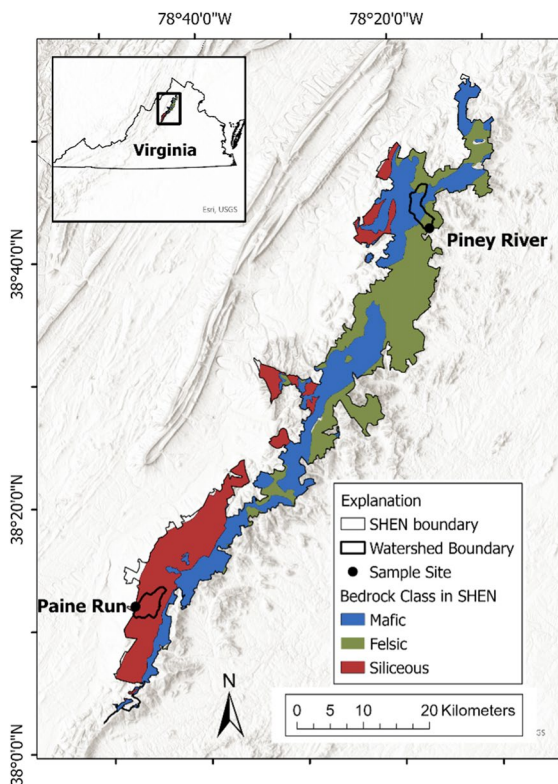 78°40'0"W
78°20'0"W
Virginia
Esri, USGS
Piney River
38°40'0"N
38°20'0"N
38°0'0"N
Paine Run
Explanation
SHEN boundary
Watershed Boundary
Sample Site
Bedrock Class in SHEN
Mafic
Felsic
Siliceous
N
0 5 10 20 Kilometers